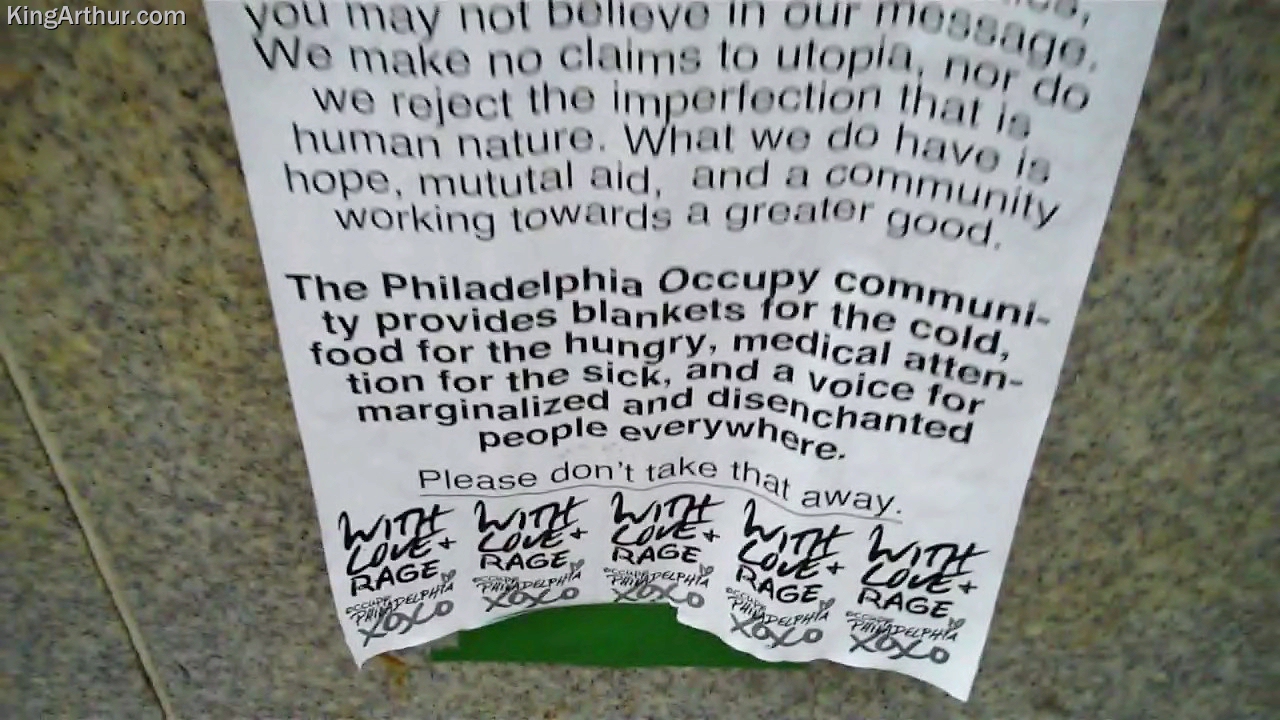 KingArthur.com
you may not believe in our message.
We make no claims to utopia, nor do
we reject the imperfection that is
human nature. What we do have is
hope, mututal aid, and a community
working towards a greater good.
The Philadelphia Occupy communi-
ty provides blankets for the cold,
food for the hungry, medical atten-
tion for the sick, and a voice for
marginalized and disenchanted
people everywhere.
Please don't take that away.
WITH WITH WITH WITH WITH
LOVE + LOVE + LOVE + LOVE + LOVE +
RAGE RAGE RAGE RAGE RAGE
OCCUPY OCCUPY OCCUPY OCCUPY OCCUPY
PHILADELPHIA PHILADELPHIA PHILADELPHIA PHILADELPHIA PHILADELPHIA
XOXO XOXO XOXO XOXO XOXO